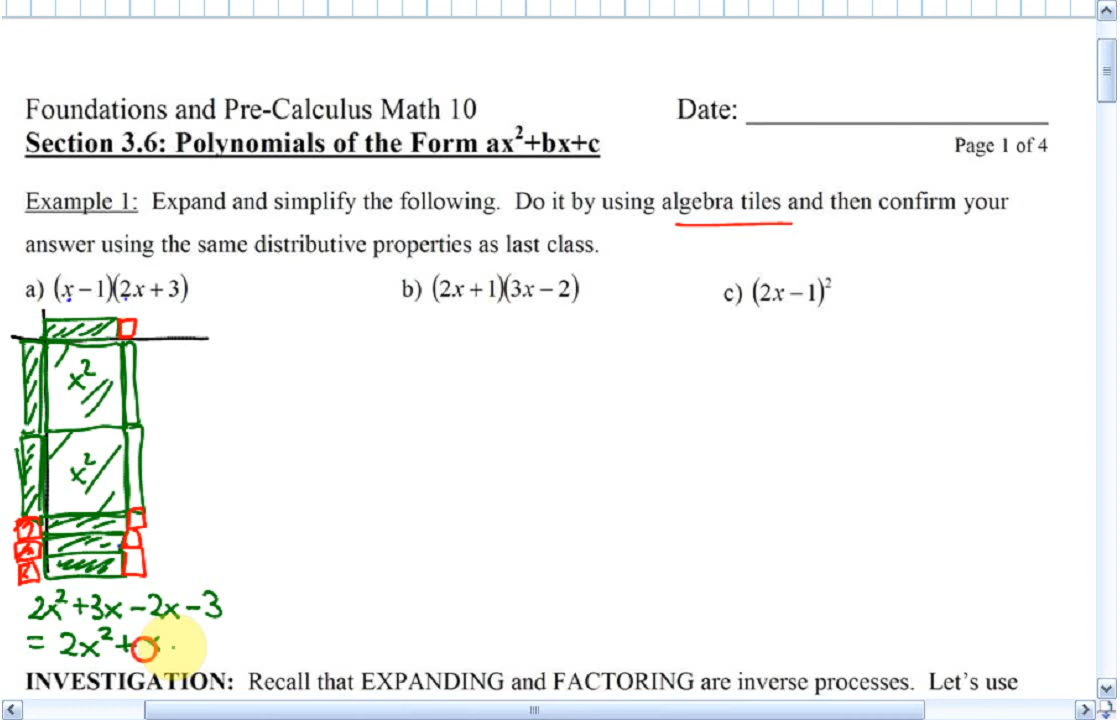 Foundations and Pre-Calculus Math 10 Date: ____________________
Section 3.6: Polynomials of the Form ax²+bx+c Page 1 of 4
Example 1: Expand and simplify the following. Do it by using algebra tiles and then confirm your
answer using the same distributive properties as last class.
a) (x − 1)(2x + 3) b) (2x + 1)(3x − 2) c) (2x − 1)²
x²
x²
2x² + 3x − 2x − 3
= 2x² + x
INVESTIGATION: Recall that EXPANDING and FACTORING are inverse processes. Let's use